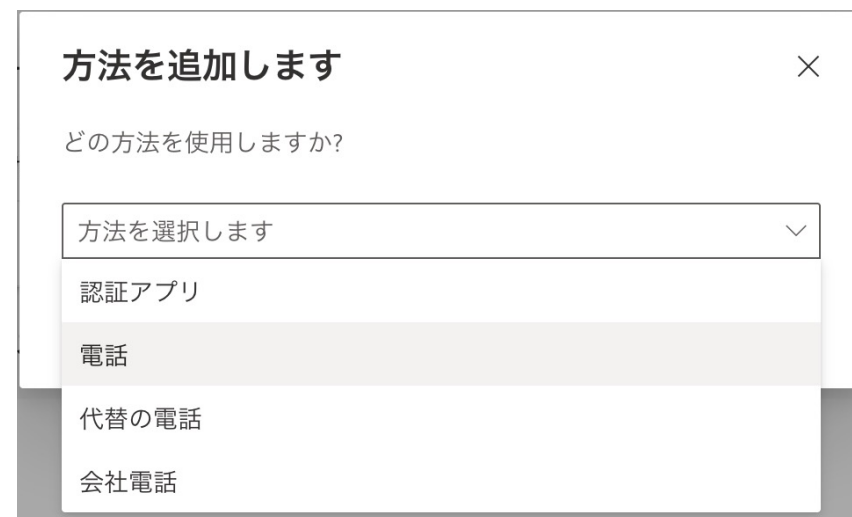 方法を追加します
どの方法を使用しますか?
方法を選択します
認証アプリ
電話
代替の電話
会社電話